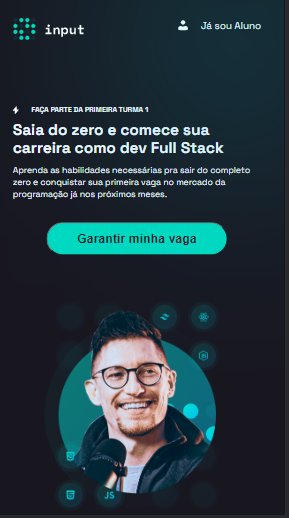 input
Já sou Aluno
FAÇA PARTE DA PRIMEIRA TURMA 1
Saia do zero e comece sua
carreira como dev Full Stack
Aprenda as habilidades necessárias pra sair do completo
zero e conquistar sua primeira vaga no mercado da
programação já nos próximos meses.
Garantir minha vaga
JS